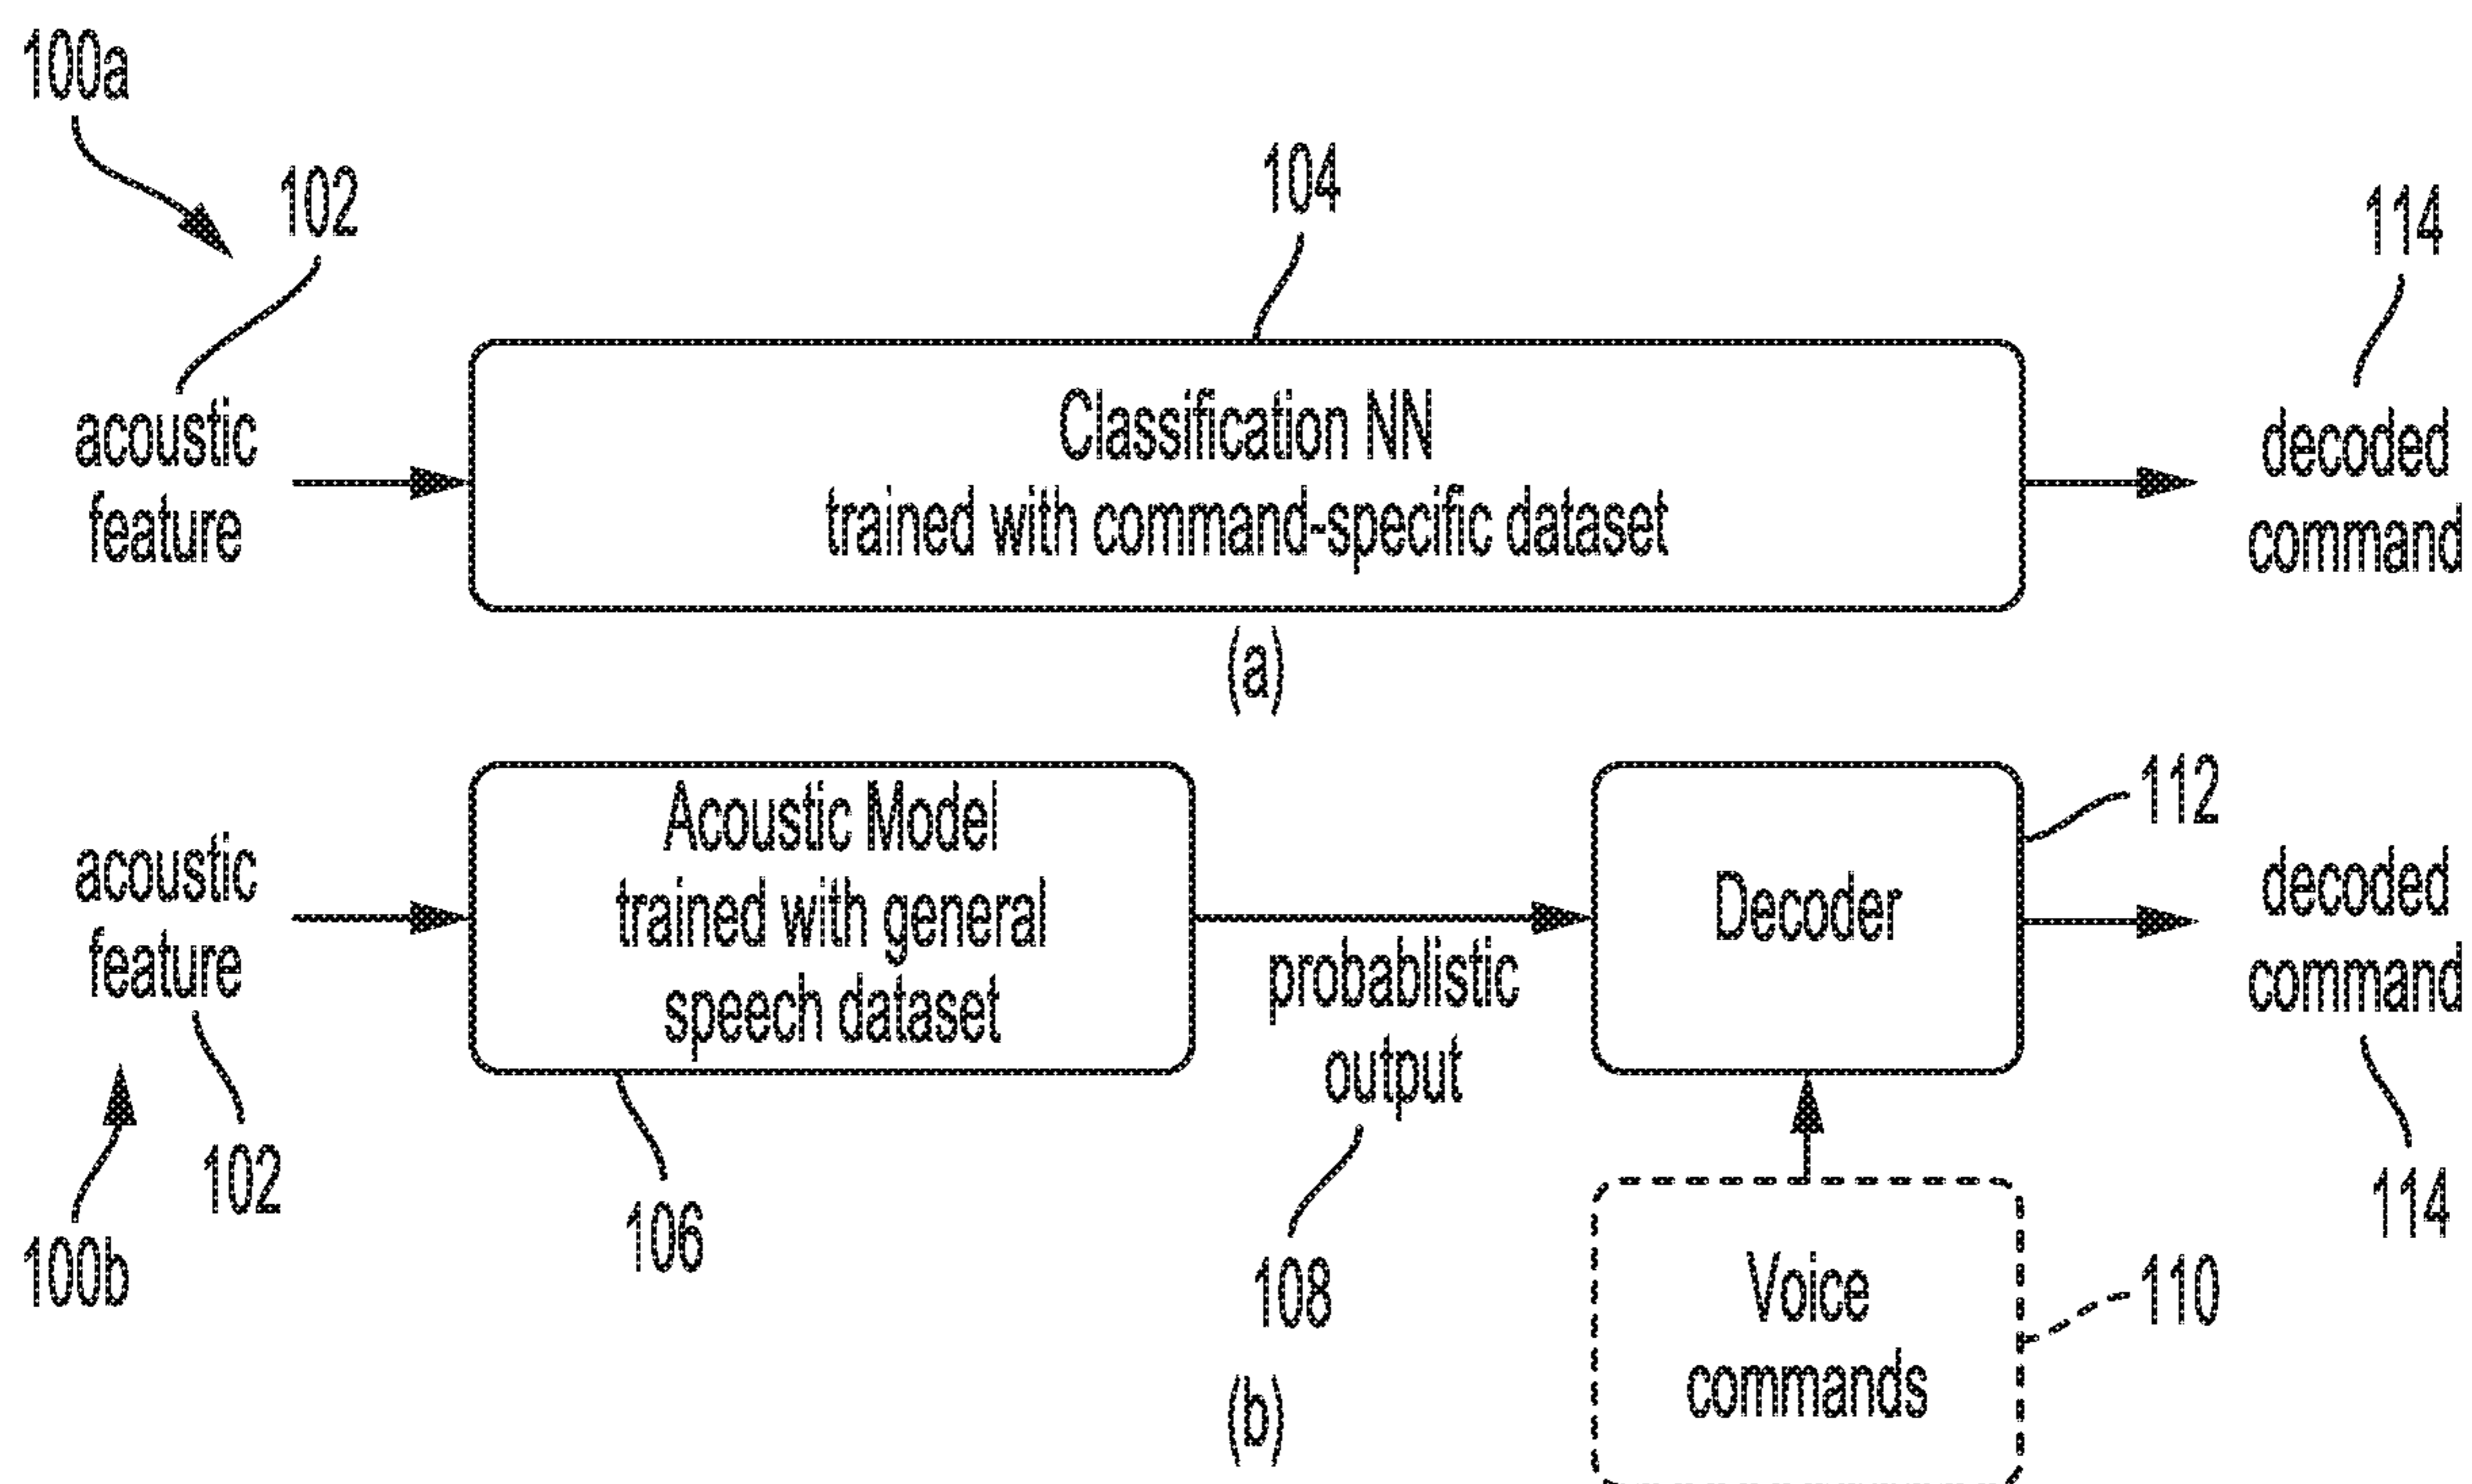 100a
102
104
114
acoustic
feature
Classification NN
trained with command-specific dataset
decoded
command
(a)
acoustic
feature
Acoustic Model
trained with general
speech dataset
probablistic
output
Decoder
112
decoded
command
102
100b
106
108
Voice
commands
110
114
(b)